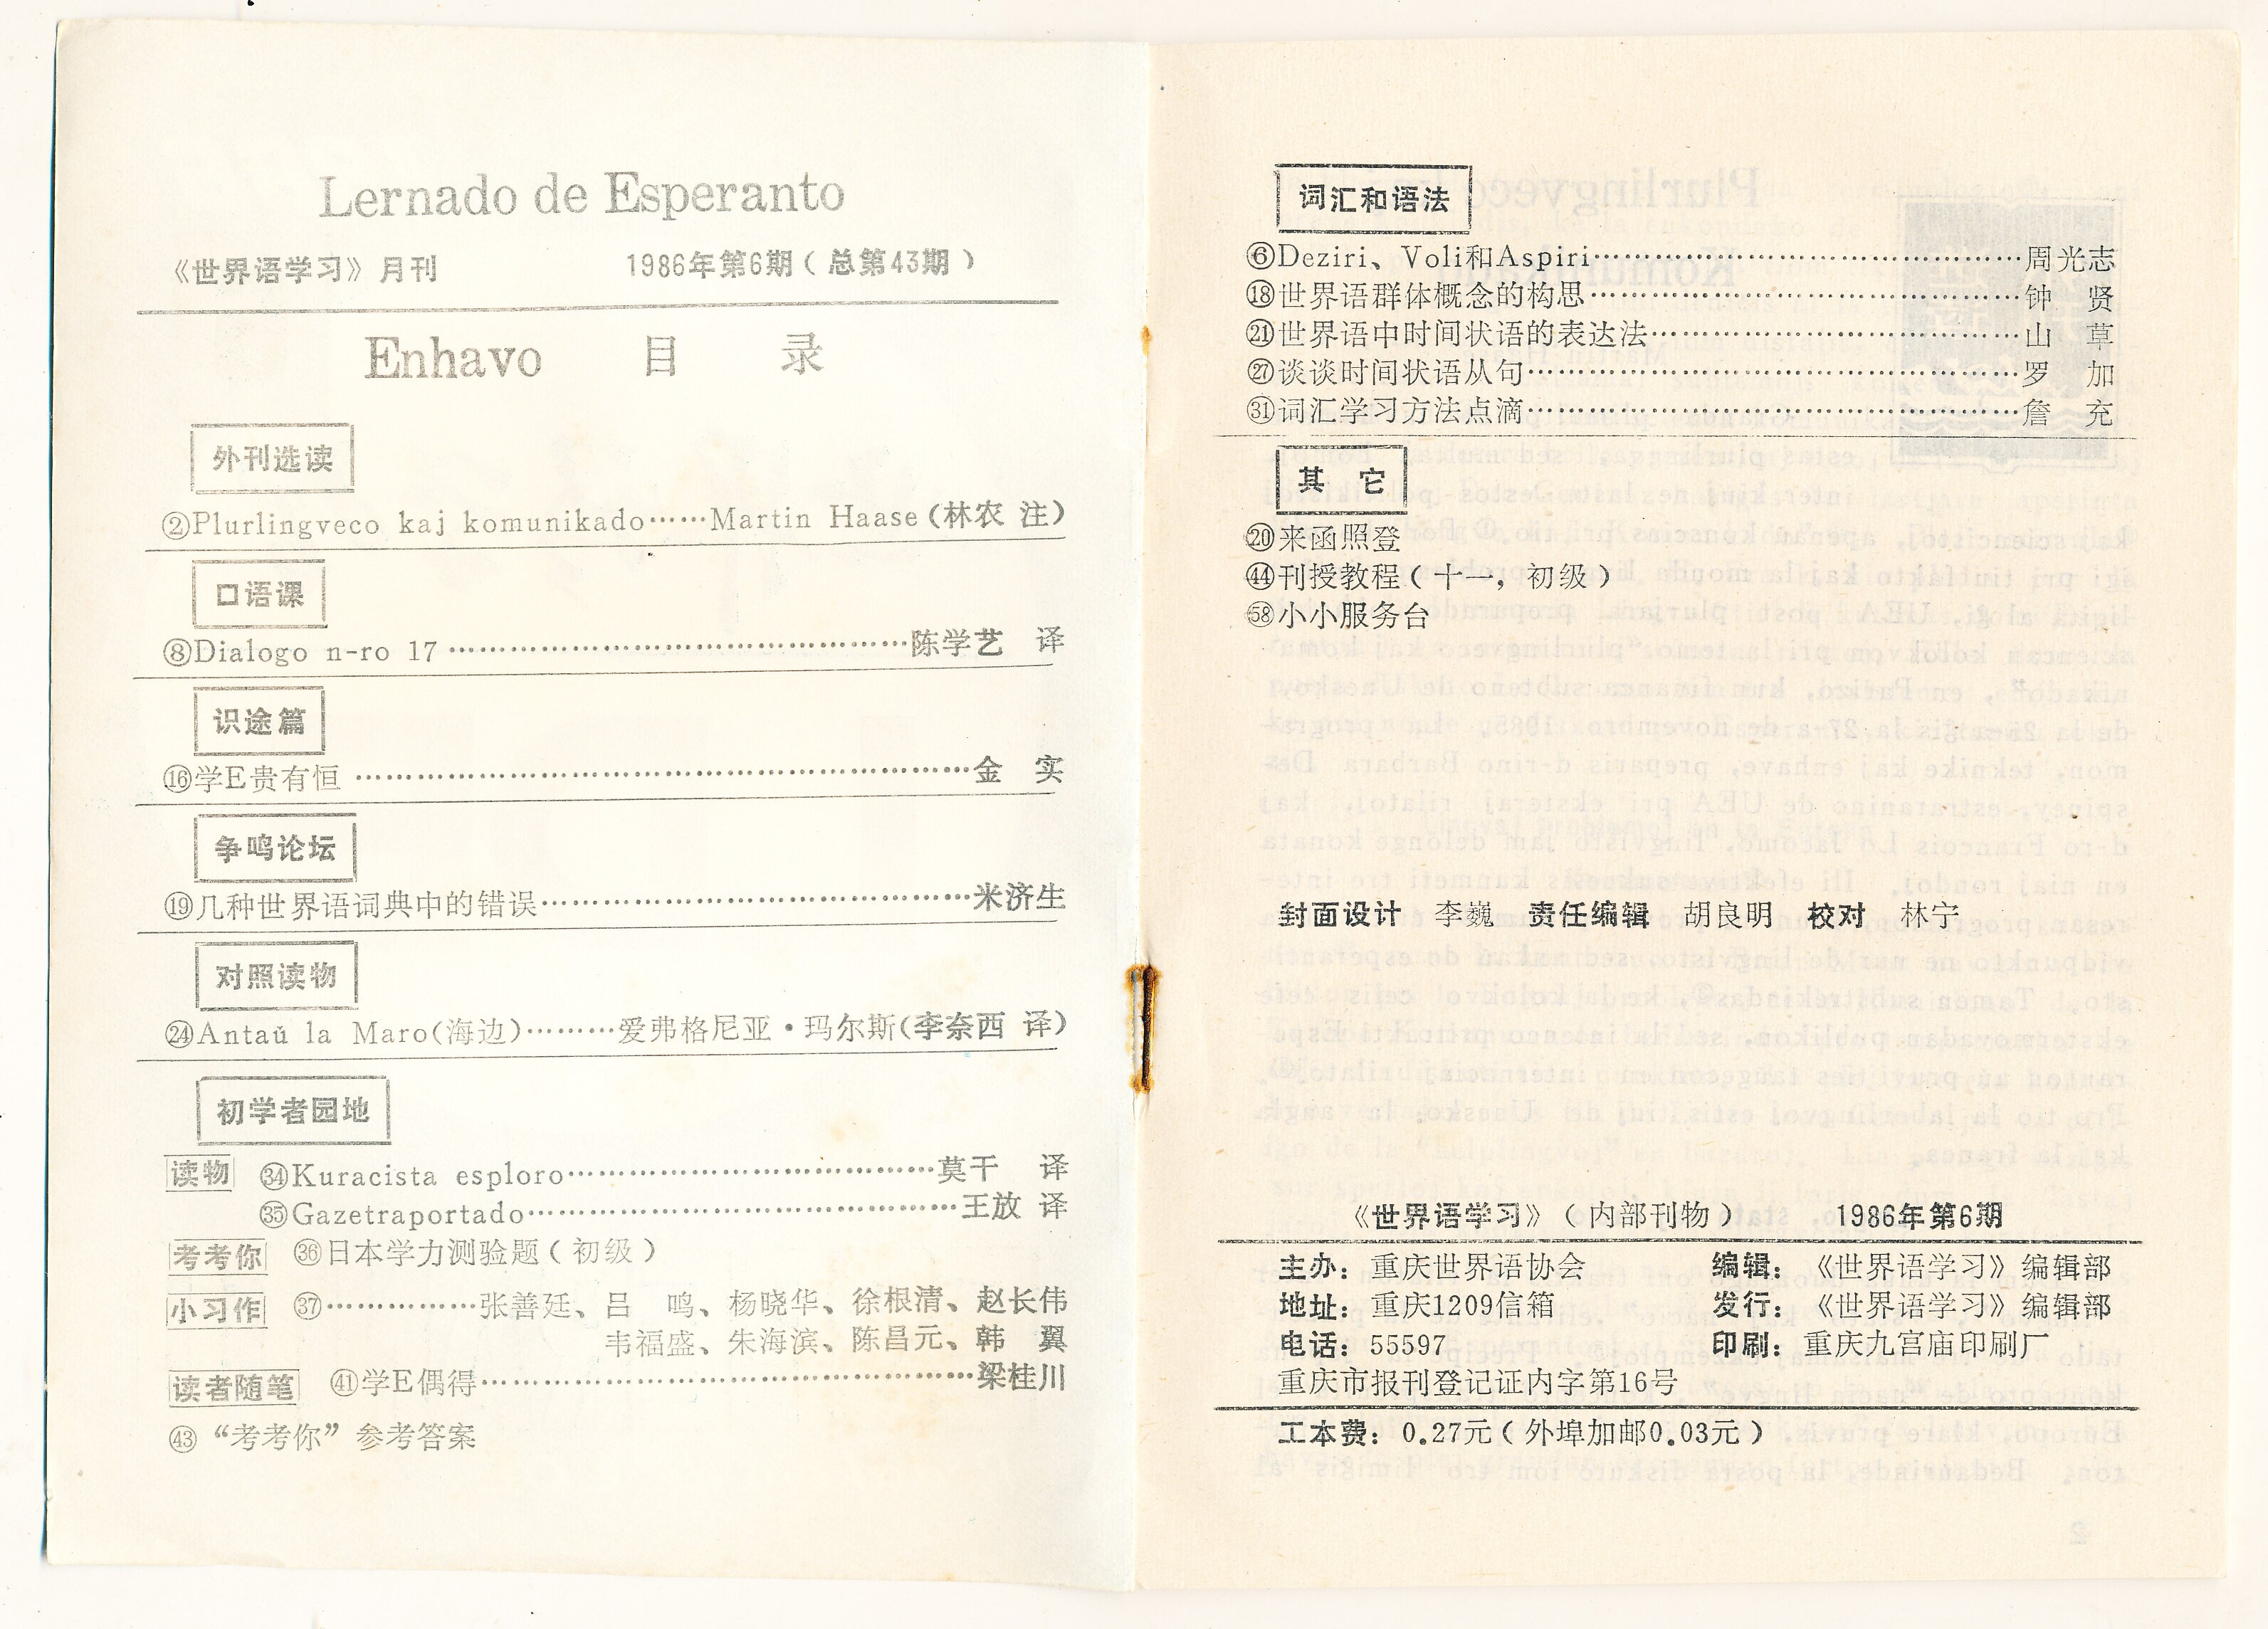 Lernado de Esperanto
《世界语学习》月刊 1986年第6期(总第43期)
Enhavo 目 录
外刊选读
②Plurlingveco kaj komunikado……Martin Haase(林农 注)
口语课
⑧Dialogo n-ro 17……陈学艺 译
识途篇
⑯学E贵有恒……金 实
争鸣论坛
⑲几种世界语词典中的错误……米济生
对照读物
㉔Antaŭ la Maro(海边)………爱弗格尼亚·玛尔斯(李奈西 译)
初学者园地
读物 ㉞Kuracista esploro……莫干 译
㉟Gazetraportado……王放 译
考考你 ㊱日本学力测验题(初级)
小习作 ㊲……张善廷、吕 鸣、杨晓华、徐根清、赵长伟
韦福盛、朱海滨、陈昌元、韩 翼
读者随笔 ㊶学E偶得……梁桂川
㊸“考考你”参考答案
词汇和语法
⑥Deziri、Voli和Aspiri……周光志
⑱世界语群体概念的构思……钟 贤
㉑世界语中时间状语的表达法……山 草
㉗谈谈时间状语从句……罗 加
㉛词汇学习方法点滴……詹 充
其 它
⑳来函照登
㊹刊授教程(十一,初级)
58小小服务台
封面设计 李巍 责任编辑 胡良明 校对 林宁
《世界语学习》(内部刊物) 1986年第6期
主办:重庆世界语协会 编辑:《世界语学习》编辑部
地址:重庆1209信箱 发行:《世界语学习》编辑部
电话:55597 印刷:重庆九宫庙印刷厂
重庆市报刊登记证内字第16号
工本费:0.27元(外埠加邮0.03元)